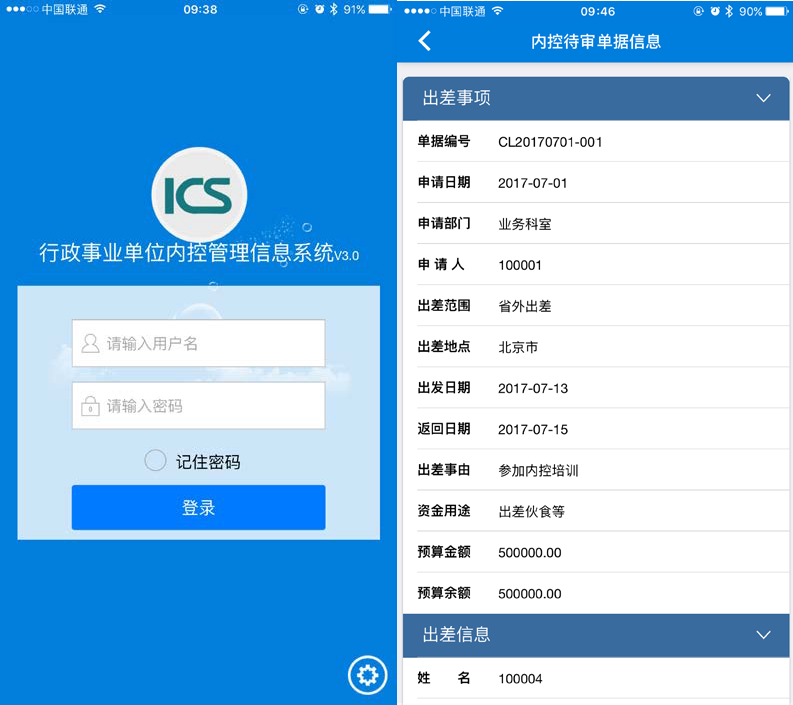 中国联通 09:38 91%
ICS
行政事业单位内控管理信息系统V3.0
请输入用户名
请输入密码
记住密码
登录
中国联通 09:46 90%
内控待审单据信息
出差事项
单据编号 CL20170701-001
申请日期 2017-07-01
申请部门 业务科室
申 请 人 100001
出差范围 省外出差
出差地点 北京市
出发日期 2017-07-13
返回日期 2017-07-15
出差事由 参加内控培训
资金用途 出差伙食等
预算金额 500000.00
预算余额 500000.00
出差信息
姓 名 100004